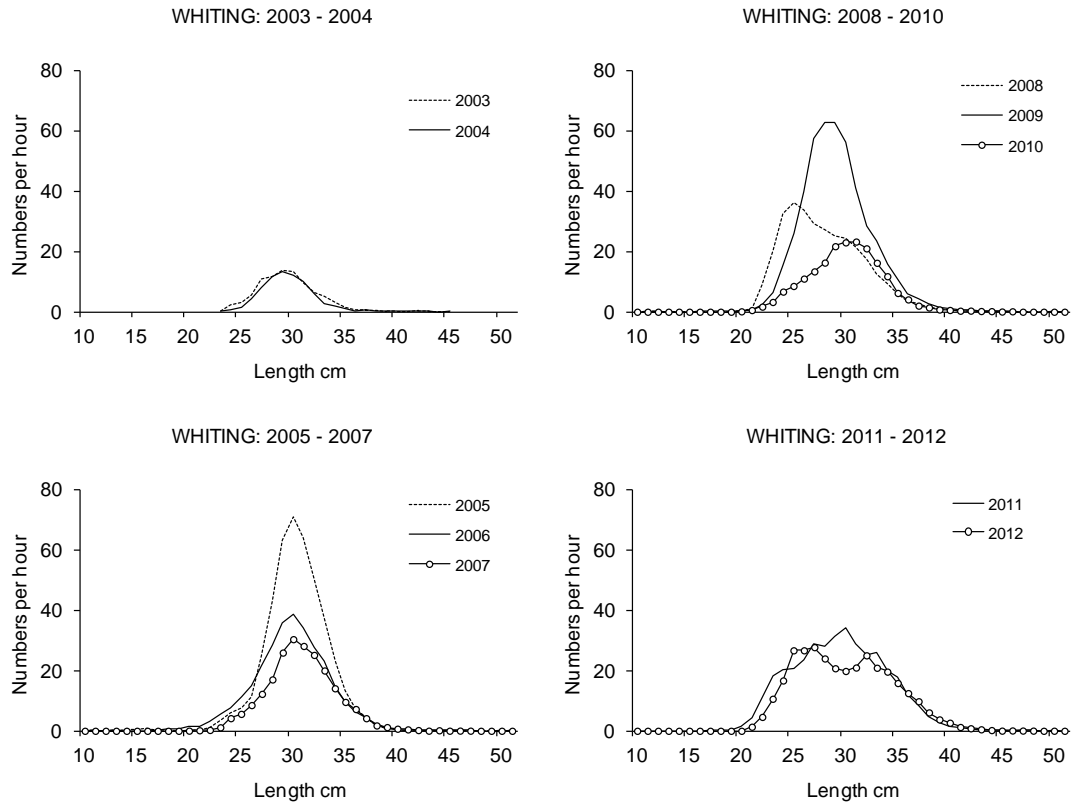 WHITING: 2003 - 2004
Numbers per hour
80
60
40
20
0
10 15 20 25 30 35 40 45 50
Length cm
2003
2004
WHITING: 2008 - 2010
Numbers per hour
80
60
40
20
0
10 15 20 25 30 35 40 45 50
Length cm
2008
2009
2010
WHITING: 2005 - 2007
Numbers per hour
80
60
40
20
0
10 15 20 25 30 35 40 45 50
Length cm
2005
2006
2007
WHITING: 2011 - 2012
Numbers per hour
80
60
40
20
0
10 15 20 25 30 35 40 45 50
Length cm
2011
2012